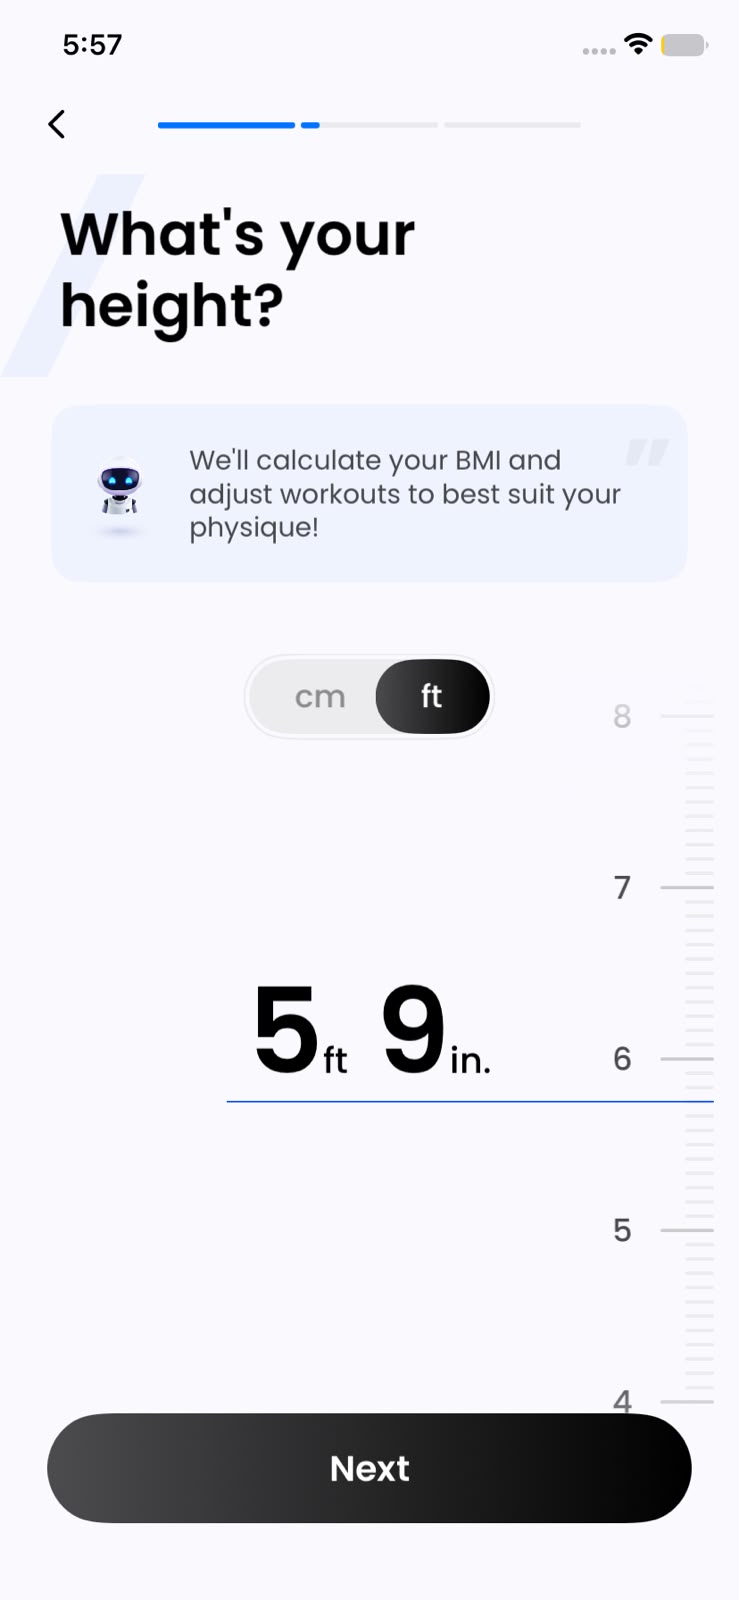 5:57
What's your
height?
We'll calculate your BMI and
adjust workouts to best suit your
physique!
cm ft
8
7
5 ft 9 in.
6
5
4
Next